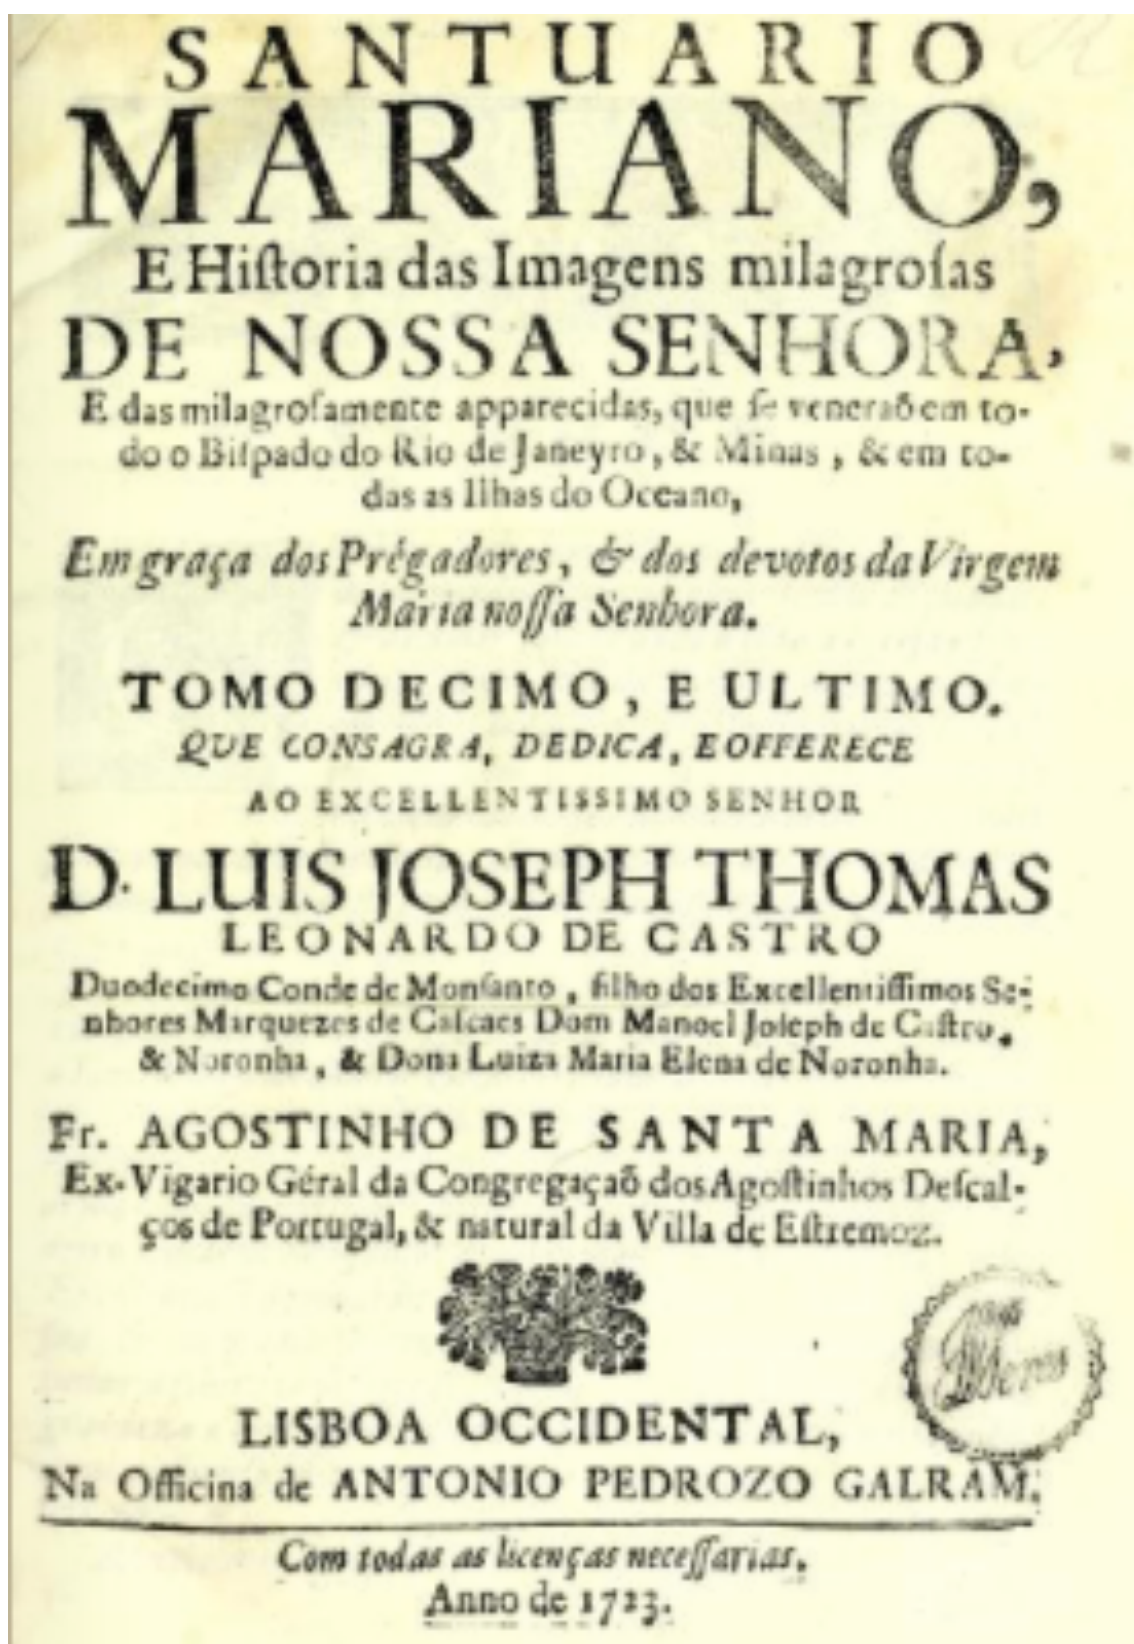 SANTUARIO
MARIANO,
E Hiſtoria das Imagens milagroſas
DE NOSSA SENHORA,
E das milagroſamente apparecidas, que ſe veneraõ em to-
do o Biſpado do Rio de Janeyro, & Minas, & em to-
das as Ilhas do Oceano,
Em graça dos Prégadores, & dos devotos da Virgem
Maria noſſa Senhora.
TOMO DECIMO, E ULTIMO.
QUE CONSAGRA, DEDICA, E OFFERECE
AO EXCELLENTISSIMO SENHOR
D. LUIS JOSEPH THOMAS
LEONARDO DE CASTRO
Duodecimo Conde de Monſanto, filho dos Excellentiſſimos Se-
nhores Marquezes de Caſcaes Dom Manoel Joſeph de Caſtro,
& Noronha, & Dona Luiza Maria Elena de Noronha.
Fr. AGOSTINHO DE SANTA MARIA,
Ex-Vigario Géral da Congregaçaõ dos Agoſtinhos Deſcal-
ços de Portugal, & natural da Villa de Eſtremoz.
LISBOA OCCIDENTAL,
Na Officina de ANTONIO PEDROZO GALRAM.
Com todas as licenças neceſſarias.
Anno de 1723.